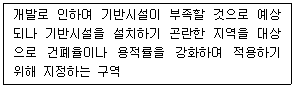 개발로 인하여 기반시설이 부족할 것으로 예상
되나 기반시설을 설치하기 곤란한 지역을 대상
으로 건폐율이나 용적률을 강화하여 적용하기
위해 지정하는 구역